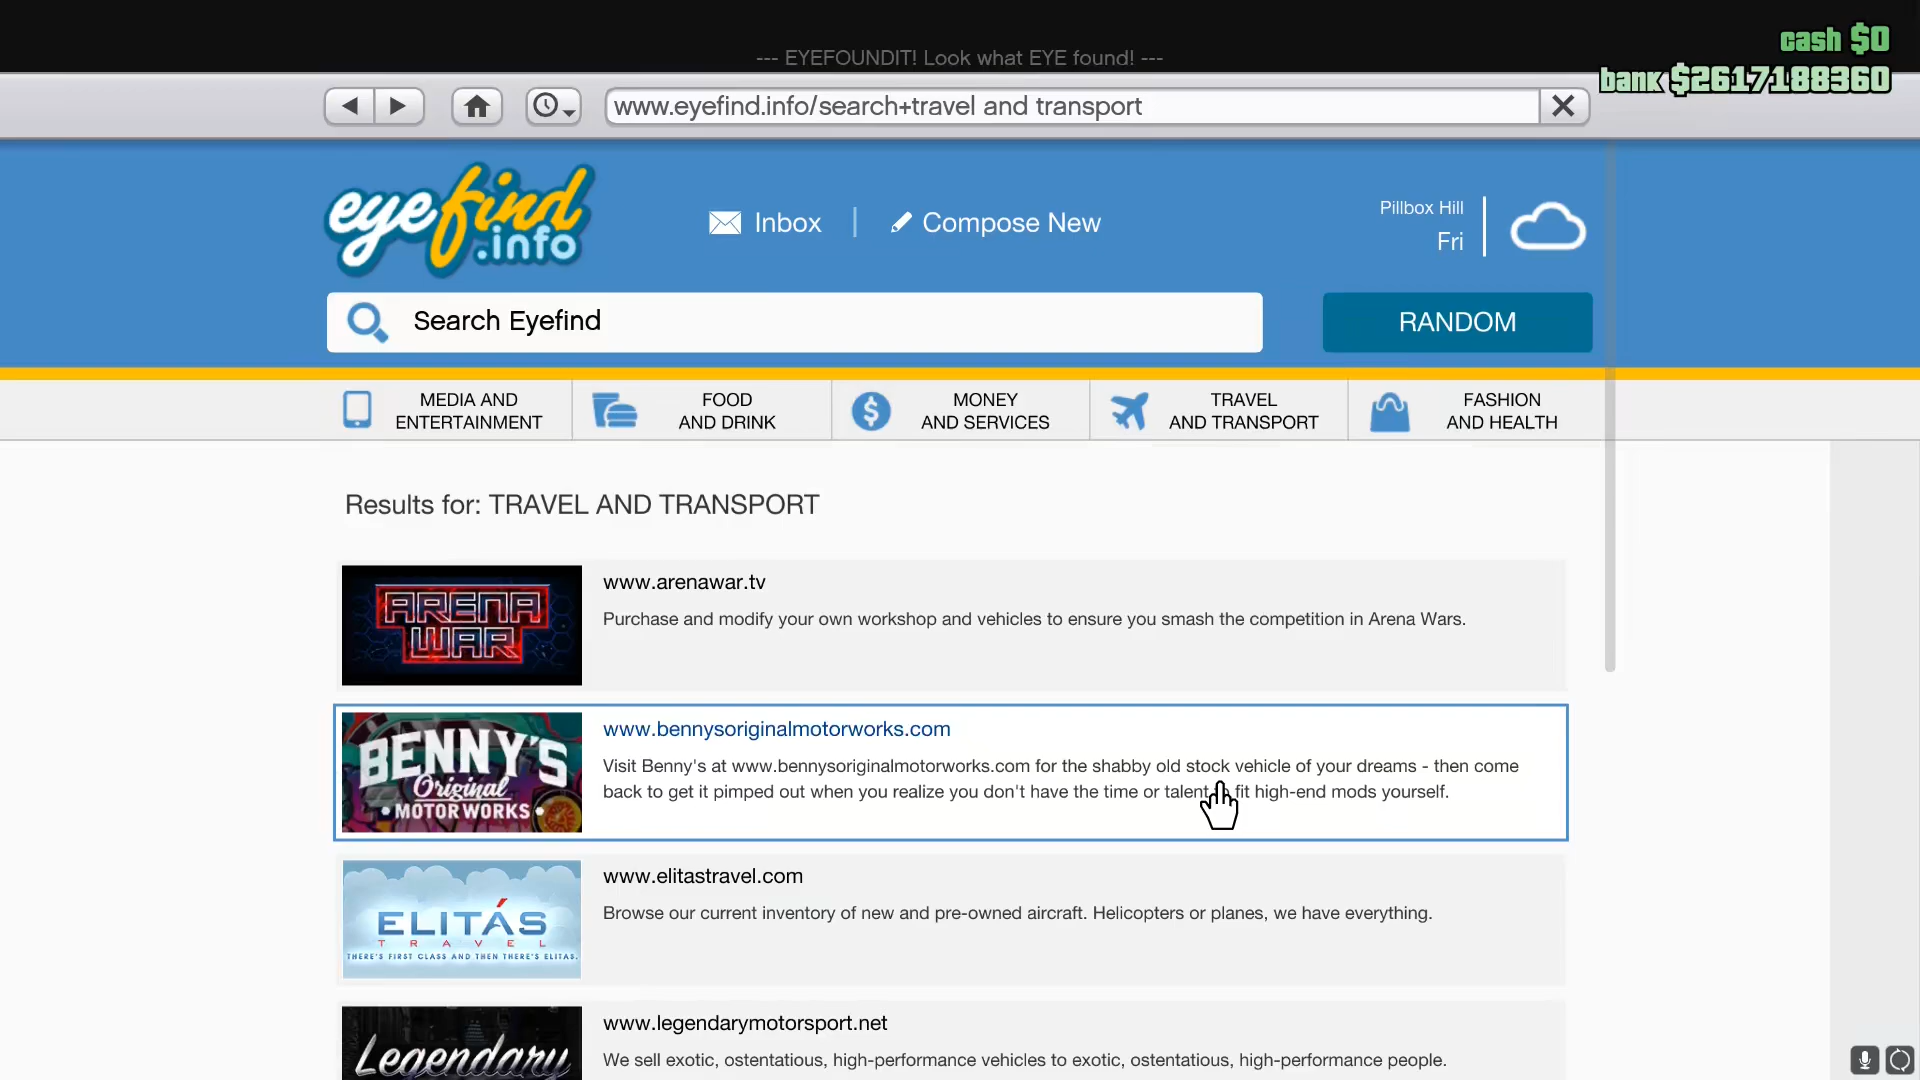 cash $0
--- EYEFOUNDIT! Look what EYE found! ---
bank $2617188360
www.eyefind.info/search+travel and transport
eyefind
.info
Inbox
Compose New
Pillbox Hill
Fri
Search Eyefind
RANDOM
MEDIA AND
ENTERTAINMENT
FOOD
AND DRINK
MONEY
AND SERVICES
TRAVEL
AND TRANSPORT
FASHION
AND HEALTH
Results for: TRAVEL AND TRANSPORT
ARENA
WAR
www.arenawar.tv
Purchase and modify your own workshop and vehicles to ensure you smash the competition in Arena Wars.
BENNY'S
Original
MOTOR WORKS
www.bennysoriginalmotorworks.com
Visit Benny's at www.bennysoriginalmotorworks.com for the shabby old stock vehicle of your dreams - then come
back to get it pimped out when you realize you don't have the time or talent fit high-end mods yourself.
ELITÁS
TRAVEL
THERE'S FIRST CLASS AND THEN THERE'S ELITAS.
www.elitastravel.com
Browse our current inventory of new and pre-owned aircraft. Helicopters or planes, we have everything.
Legendary
www.legendarymotorsport.net
We sell exotic, ostentatious, high-performance vehicles to exotic, ostentatious, high-performance people.